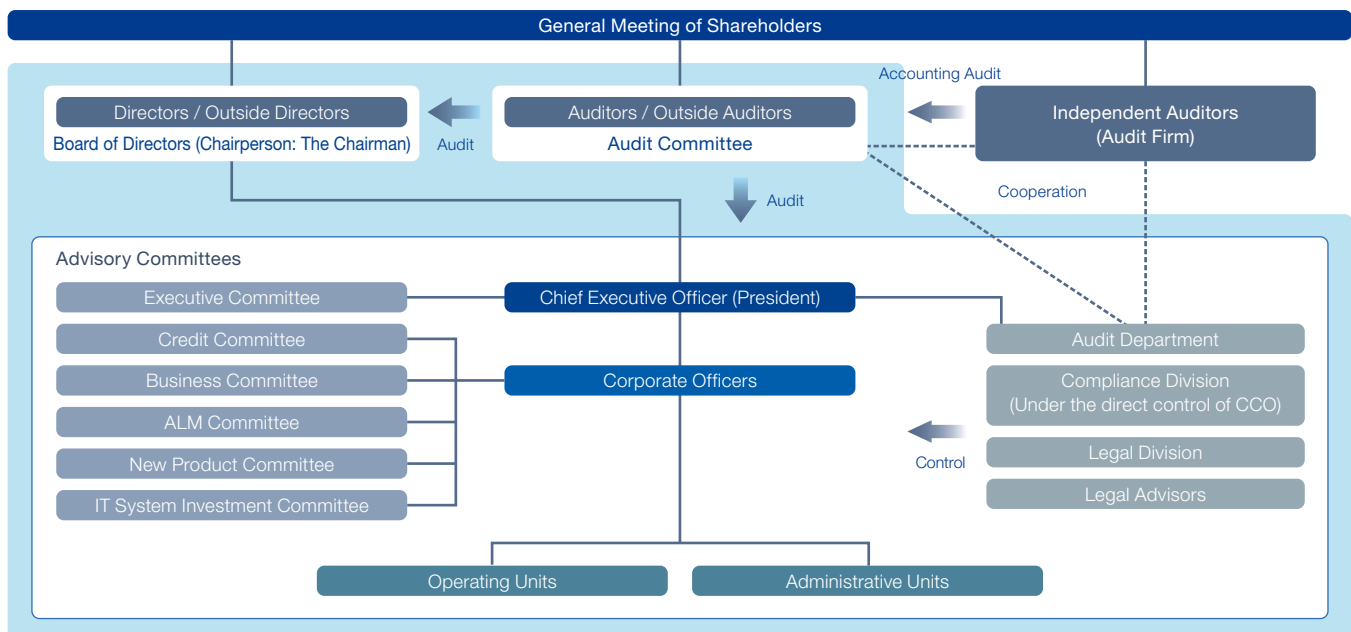 General Meeting of Shareholders
Accounting Audit
Directors / Outside Directors
Board of Directors (Chairperson: The Chairman)
Audit
Auditors / Outside Auditors
Audit Committee
Independent Auditors
(Audit Firm)
Cooperation
Audit
Advisory Committees
Executive Committee
Credit Committee
Business Committee
ALM Committee
New Product Committee
IT System Investment Committee
Chief Executive Officer (President)
Corporate Officers
Audit Department
Compliance Division
(Under the direct control of CCO)
Control
Legal Division
Legal Advisors
Operating Units
Administrative Units